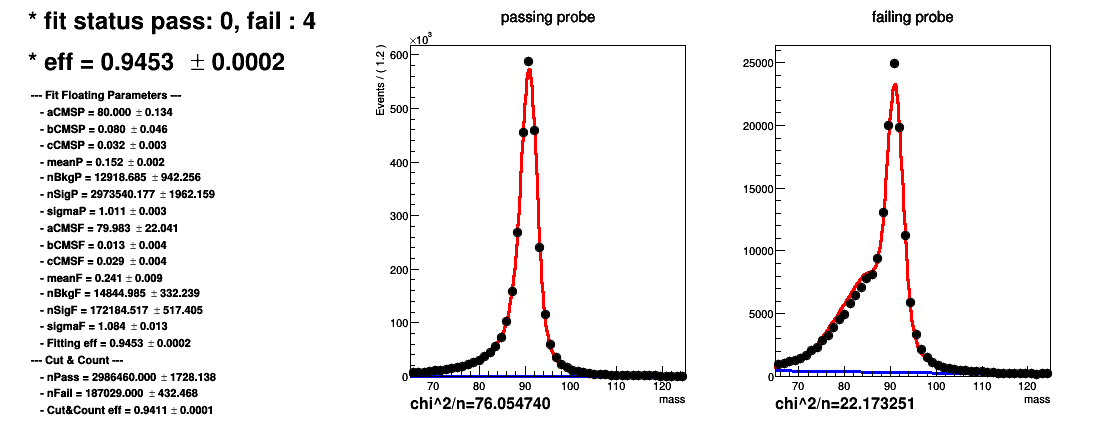 * fit status pass: 0, fail : 4
* eff = 0.9453 ± 0.0002
--- Fit Floating Parameters ---
- aCMSP = 80.000 ± 0.134
- bCMSP = 0.080 ± 0.046
- cCMSP = 0.032 ± 0.003
- meanP = 0.152 ± 0.002
- nBkgP = 12918.685 ± 942.256
- nSigP = 2973540.177 ± 1962.159
- sigmaP = 1.011 ± 0.003
- aCMSF = 79.983 ± 22.041
- bCMSF = 0.013 ± 0.004
- cCMSF = 0.029 ± 0.004
- meanF = 0.241 ± 0.009
- nBkgF = 14844.985 ± 332.239
- nSigF = 172184.517 ± 517.405
- sigmaF = 1.084 ± 0.013
- Fitting eff = 0.9453 ± 0.0002
--- Cut & Count ---
- nPass = 2986460.000 ± 1728.138
- nFail = 187029.000 ± 432.468
- Cut&Count eff = 0.9411 ± 0.0001
passing probe
×10³
Events / ( 1.2 )
600
500
400
300
200
100
0
70 80 90 100 110 120
mass
chi^2/n=76.054740
failing probe
25000
20000
15000
10000
5000
0
70 80 90 100 110 120
mass
chi^2/n=22.173251